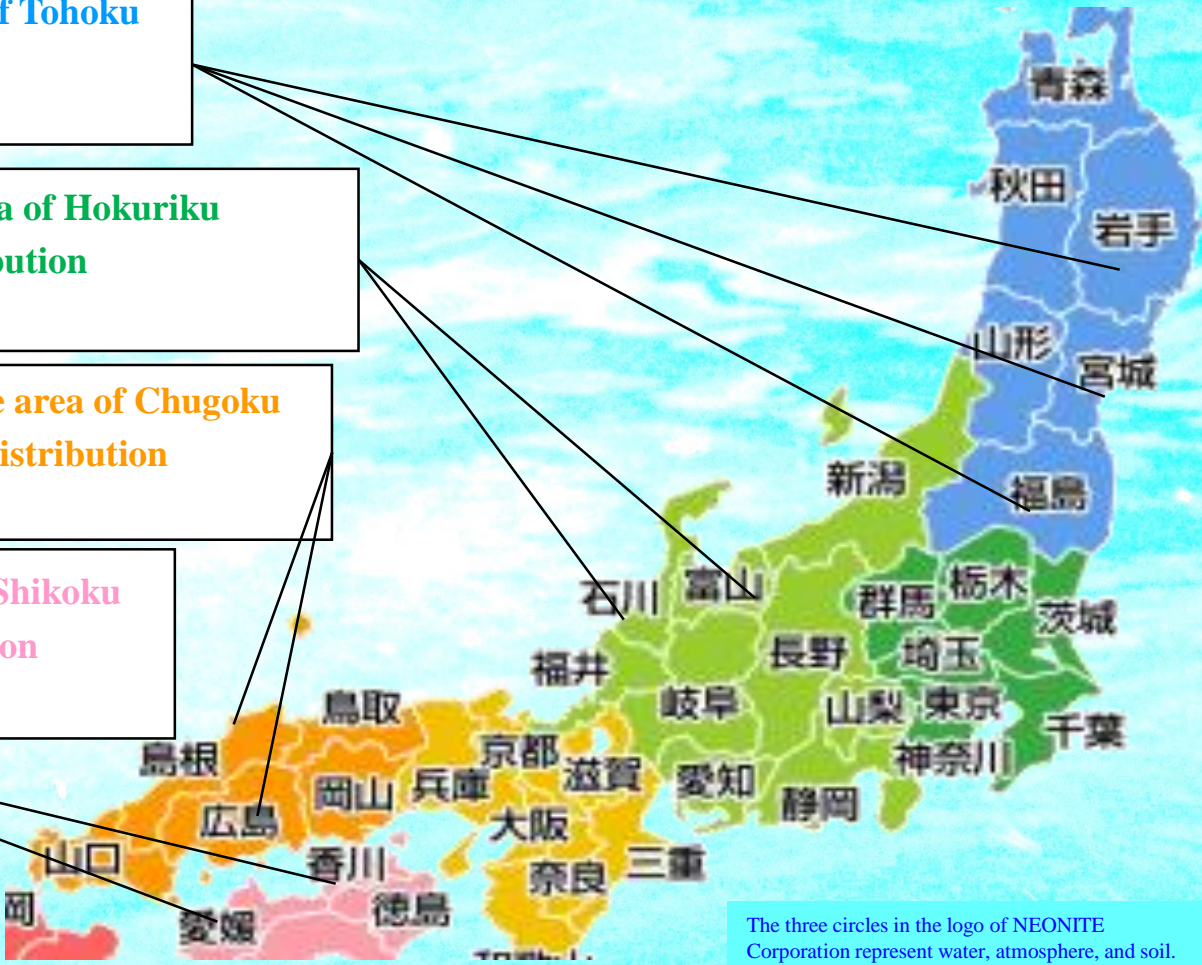 f Tohoku
a of Hokuriku
bution
e area of Chugoku
istribution
Shikoku
on
青森
秋田
岩手
山形
宮城
新潟
福島
石川
富山
群馬
栃木
茨城
福井
長野
埼玉
岐阜
山梨
東京
千葉
鳥取
島根
京都
滋賀
愛知
神奈川
岡山
兵庫
静岡
広島
大阪
山口
香川
奈良
三重
岡
愛媛
徳島
The three circles in the logo of NEONITE
Corporation represent water, atmosphere, and soil.